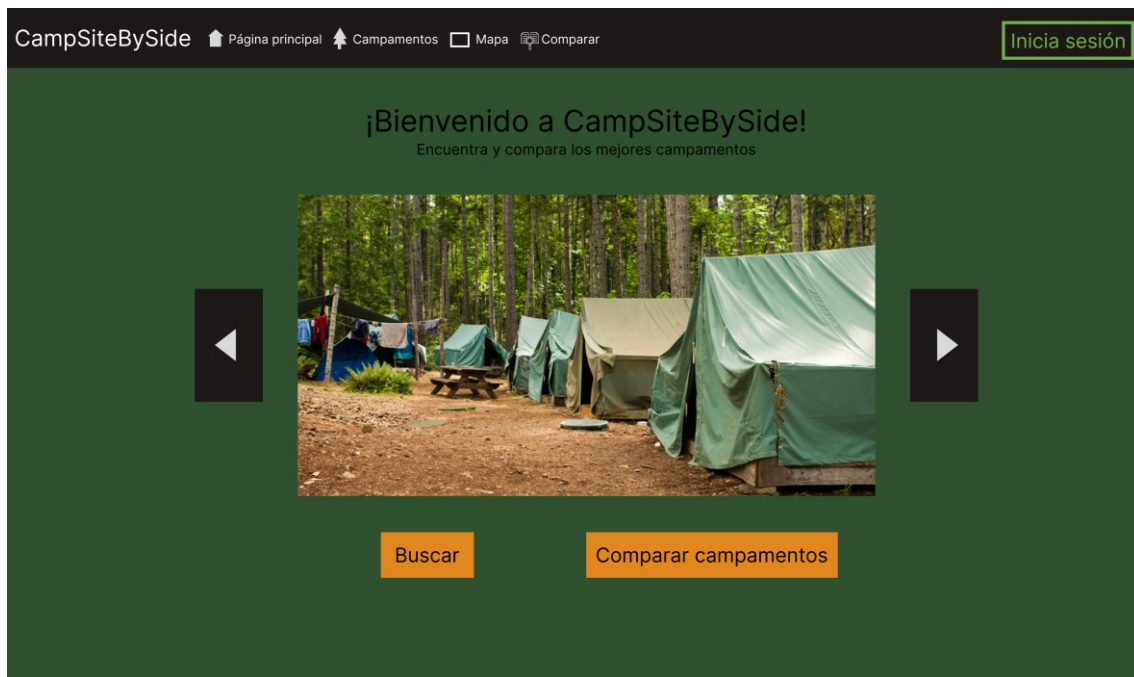 CampSiteBySide Página principal Campamentos Mapa Comparar Inicia sesión
¡Bienvenido a CampSiteBySide!
Encuentra y compara los mejores campamentos
Buscar Comparar campamentos